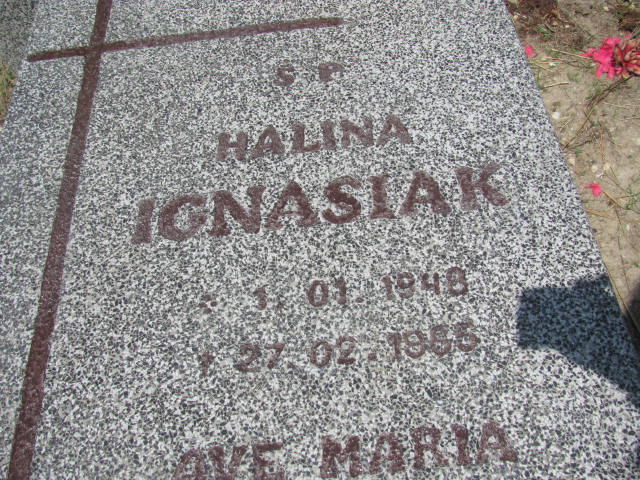 Ś P
HALINA
IGNASIAK
* 1. 01. 1948
† 27. 02. 1985
AVE MARIA